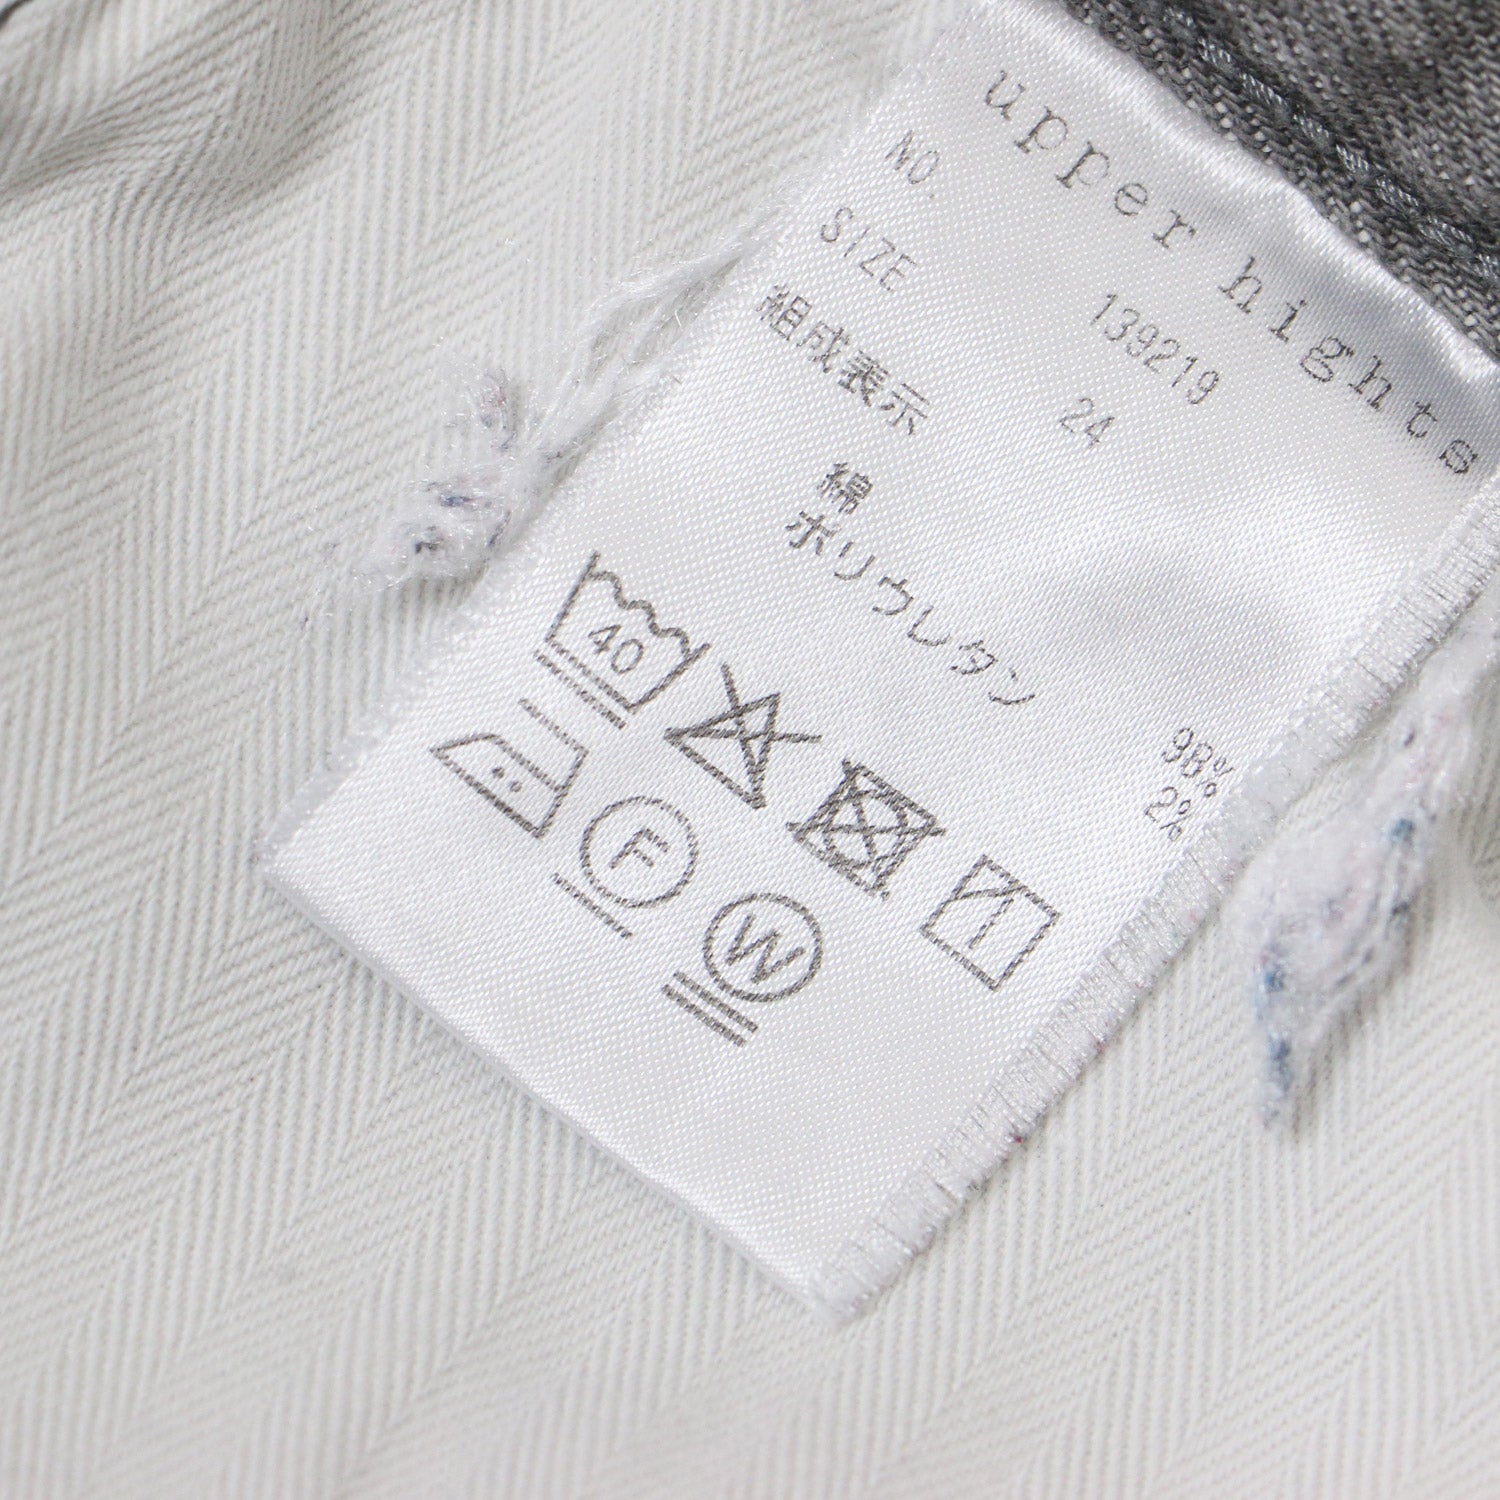 upper hights
NO. 139219
SIZE 24
組成表示
綿 98%
ポリウレタン 2%
40
F
W